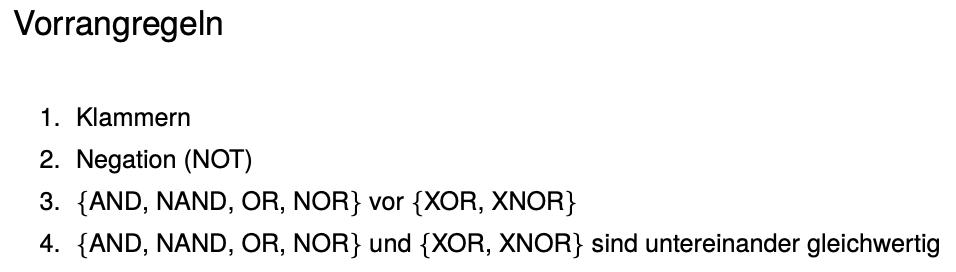 Vorrangregeln
1. Klammern
2. Negation (NOT)
3. {AND, NAND, OR, NOR} vor {XOR, XNOR}
4. {AND, NAND, OR, NOR} und {XOR, XNOR} sind untereinander gleichwertig